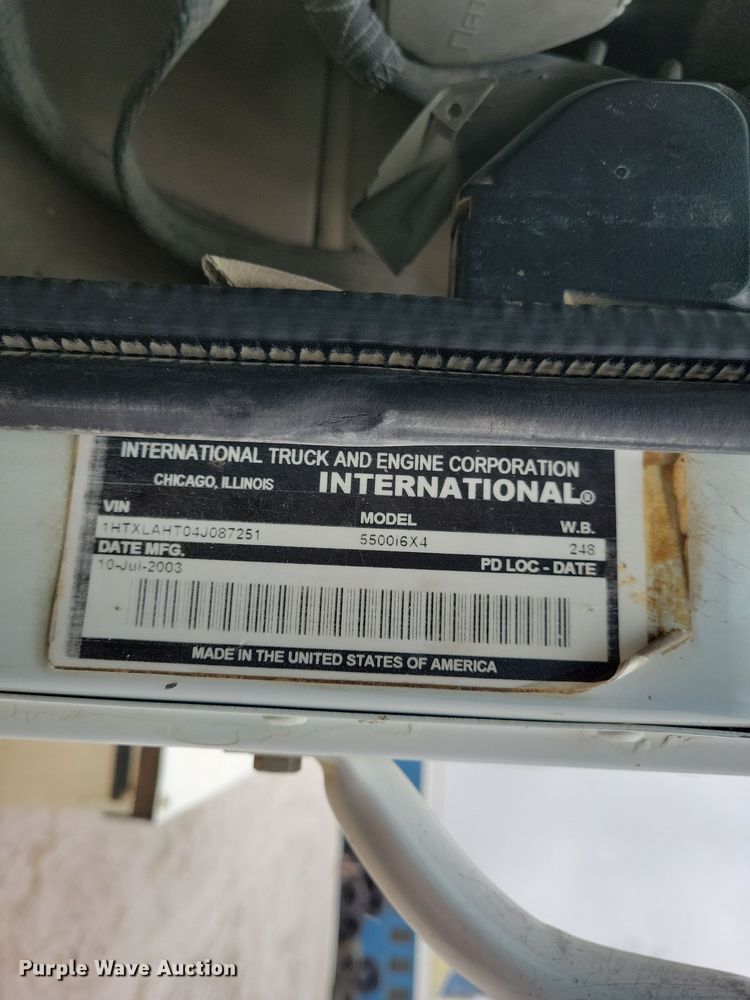 INTERNATIONAL TRUCK AND ENGINE CORPORATION
CHICAGO, ILLINOIS INTERNATIONAL®
VIN MODEL W.B.
1HTXLAHT04J087251 5500i6X4 248
DATE MFG. PD LOC - DATE
10-Jul-2003
MADE IN THE UNITED STATES OF AMERICA
Purple Wave Auction